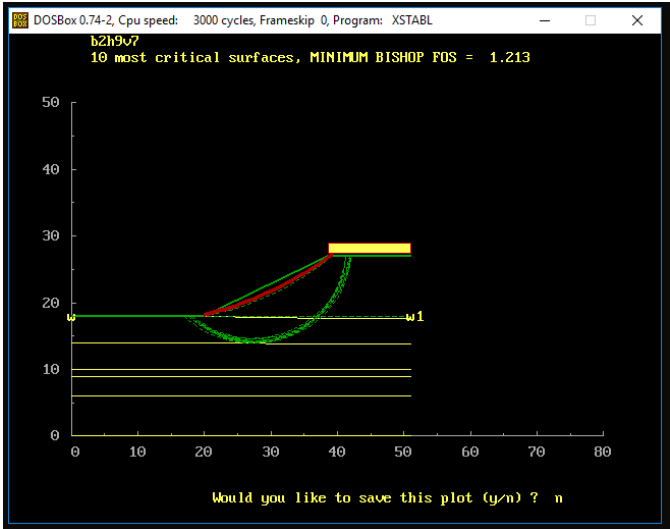 DOSBox 0.74-2, Cpu speed: 3000 cycles, Frameskip 0, Program: XSTABL
b2h9v7
10 most critical surfaces, MINIMUM BISHOP FOS = 1.213
50
40
30
20
w w1
10
0
0 10 20 30 40 50 60 70 80
Would you like to save this plot (y/n) ? n